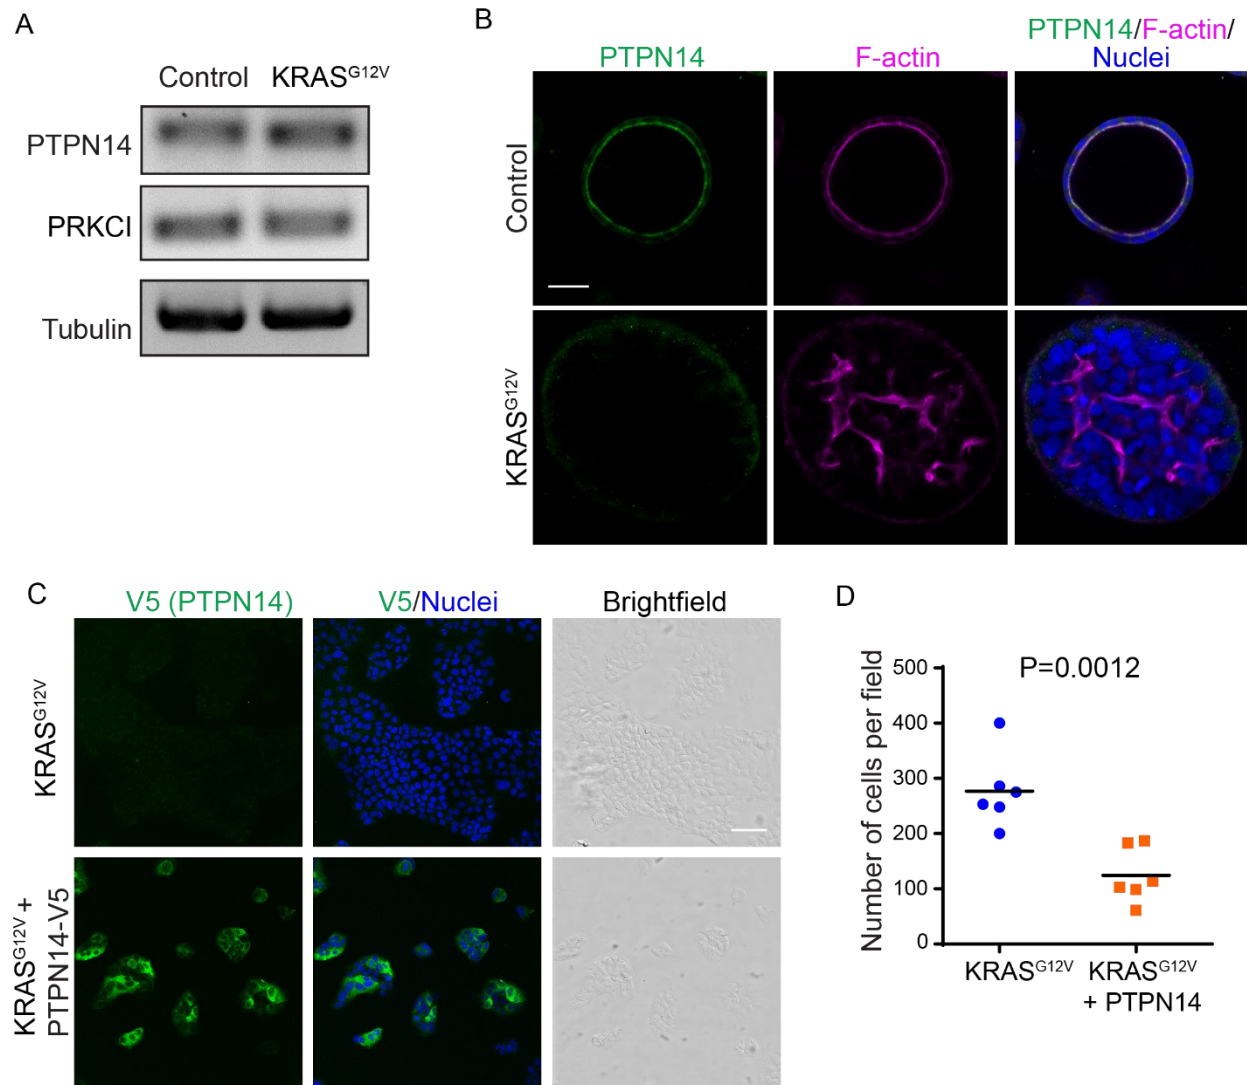 A
Control KRASG12V
PTPN14
PRKCI
Tubulin
B
PTPN14 F-actin PTPN14/F-actin/
Nuclei
Control
KRASG12V
C
V5 (PTPN14) V5/Nuclei Brightfield
KRASG12V
KRASG12V +
PTPN14-V5
D
P=0.0012
Number of cells per field
500
400
300
200
100
0
KRASG12V KRASG12V
+ PTPN14